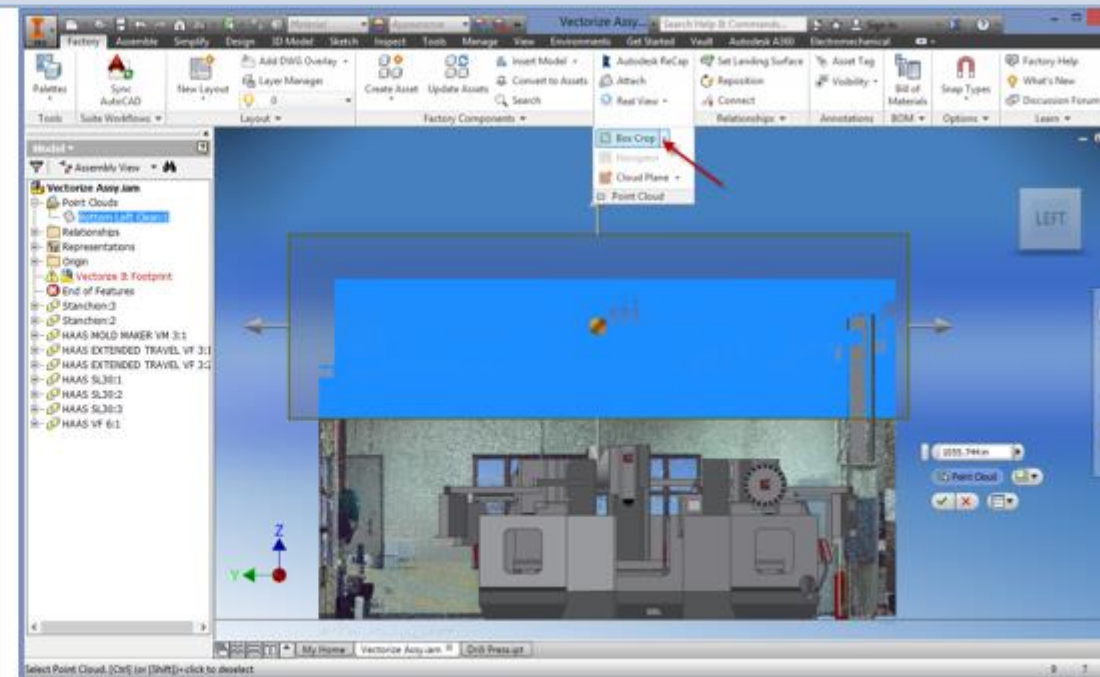 Vectorize Assy...
Search Help & Commands...
Factory Assemble Simplify Design 3D Model Sketch Inspect Tools Manage View Environments Get Started Vault Autodesk A360 Electromechanical
Palettes
Sync AutoCAD
New Layout
Add DWG Overlay
Layer Manager
0
Create Asset
Update Assets
Insert Model
Convert to Assets
Search
Autodesk ReCap
Attach
Real View
Set Landing Surface
Reposition
Connect
Asset Tag
Visibility
Bill of Materials
Snap Types
Factory Help
What's New
Discussion Forum
Tools Suite Workflows Layout Factory Components Relationships Annotations BOM Options Learn
Box Crop
Navigator
Cloud Plane
Point Cloud
Model
Assembly View
Vectorize Assy.iam
Point Clouds
Bottom Left Clean:1
Relationships
Representations
Origin
Vectorize 3: Footprint
End of Features
Stanchion:3
Stanchion:2
HAAS MOLD MAKER VM 3:1
HAAS EXTENDED TRAVEL VF 3:1
HAAS EXTENDED TRAVEL VF 3:2
HAAS SL30:1
HAAS SL30:2
HAAS SL30:3
HAAS VF 6:1
LEFT
Point Cloud
Z
Y
My Home Vectorize Assy.iam Drill Press.ipt
Select Point Cloud. [Ctrl] (or [Shift])+click to deselect
9 7